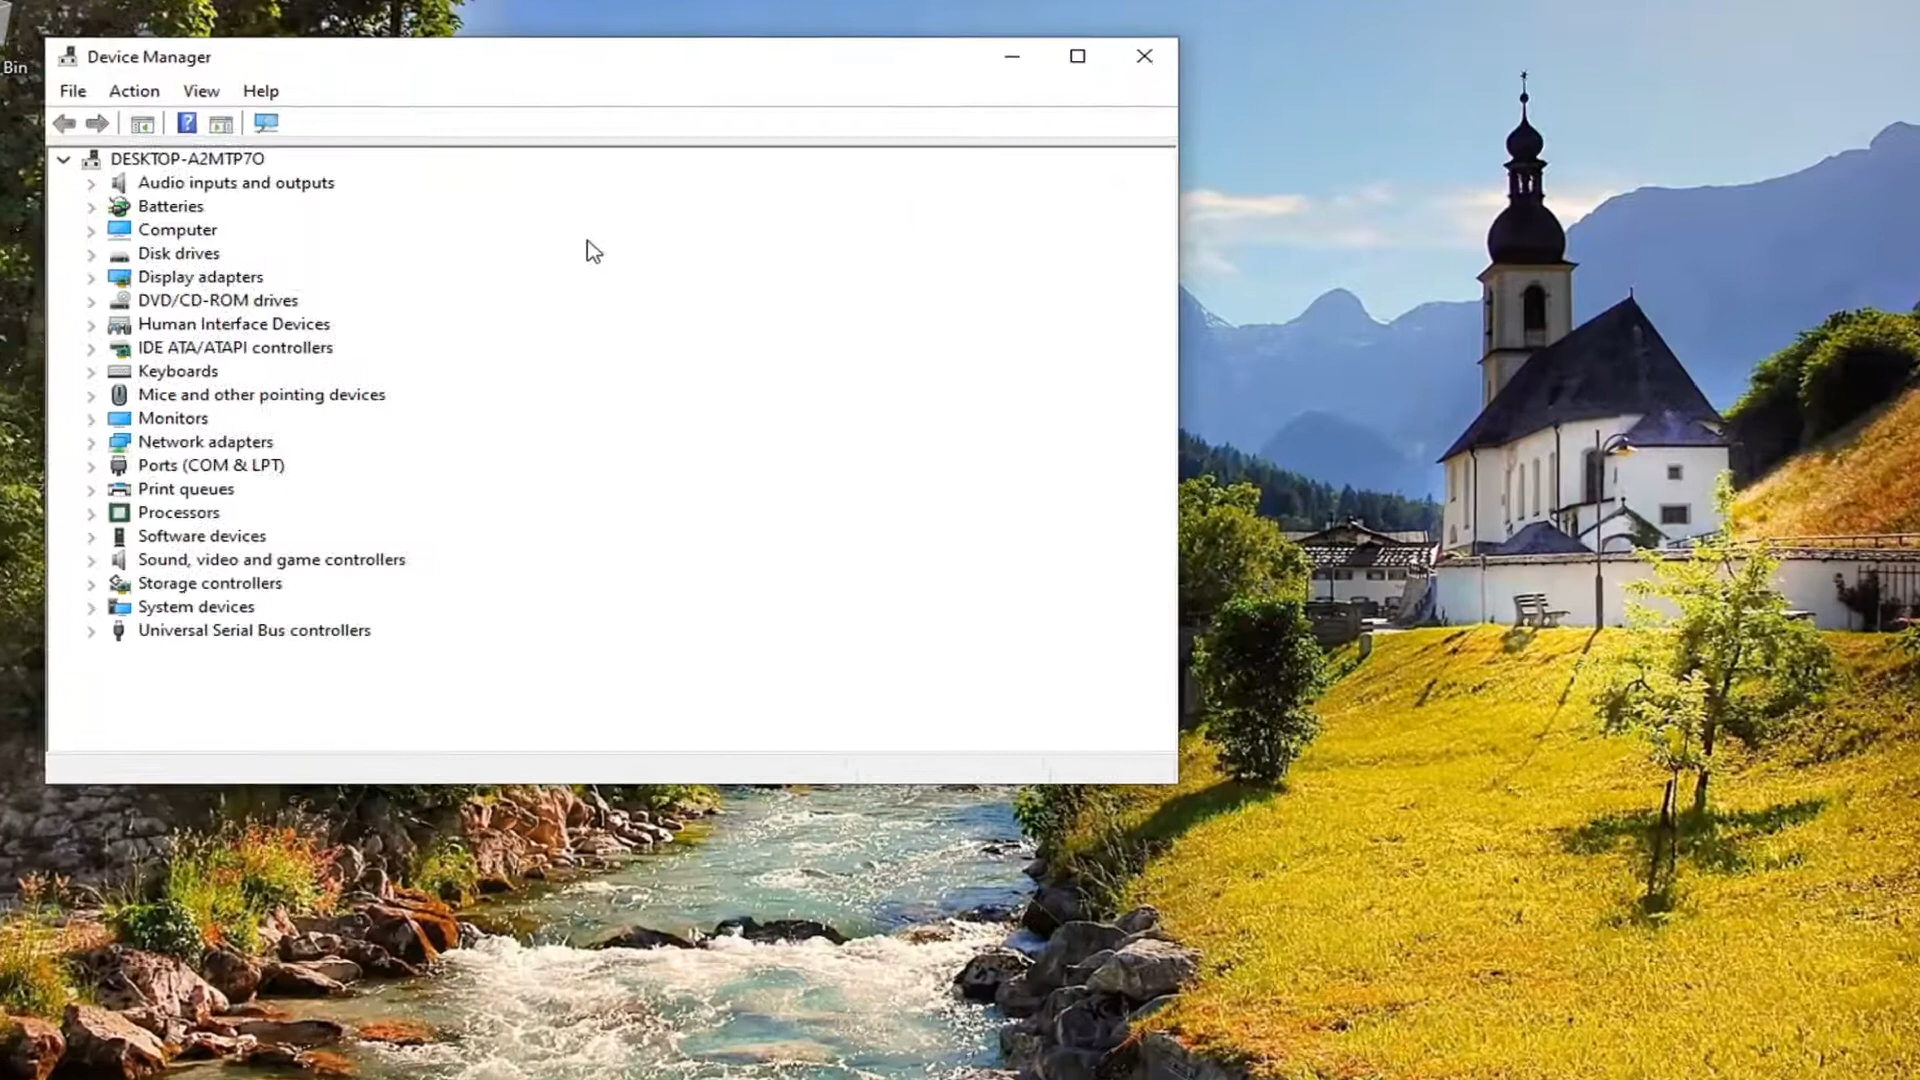 Bin
Device Manager
File Action View Help
?
DESKTOP-A2MTP7O
Audio inputs and outputs
Batteries
Computer
Disk drives
Display adapters
DVD/CD-ROM drives
Human Interface Devices
IDE ATA/ATAPI controllers
Keyboards
Mice and other pointing devices
Monitors
Network adapters
Ports (COM & LPT)
Print queues
Processors
Software devices
Sound, video and game controllers
Storage controllers
System devices
Universal Serial Bus controllers